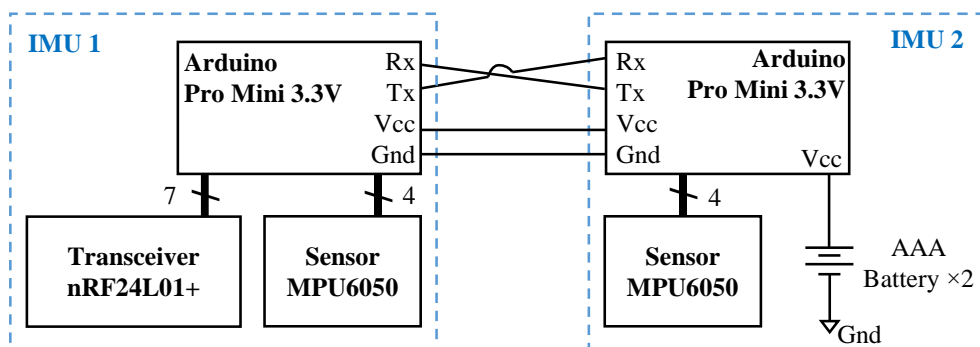 IMU 1
Arduino
Pro Mini 3.3V
Rx
Tx
Vcc
Gnd
7
4
Transceiver
nRF24L01+
Sensor
MPU6050
IMU 2
Rx
Tx
Vcc
Gnd
Arduino
Pro Mini 3.3V
Vcc
4
Sensor
MPU6050
AAA
Battery ×2
Gnd